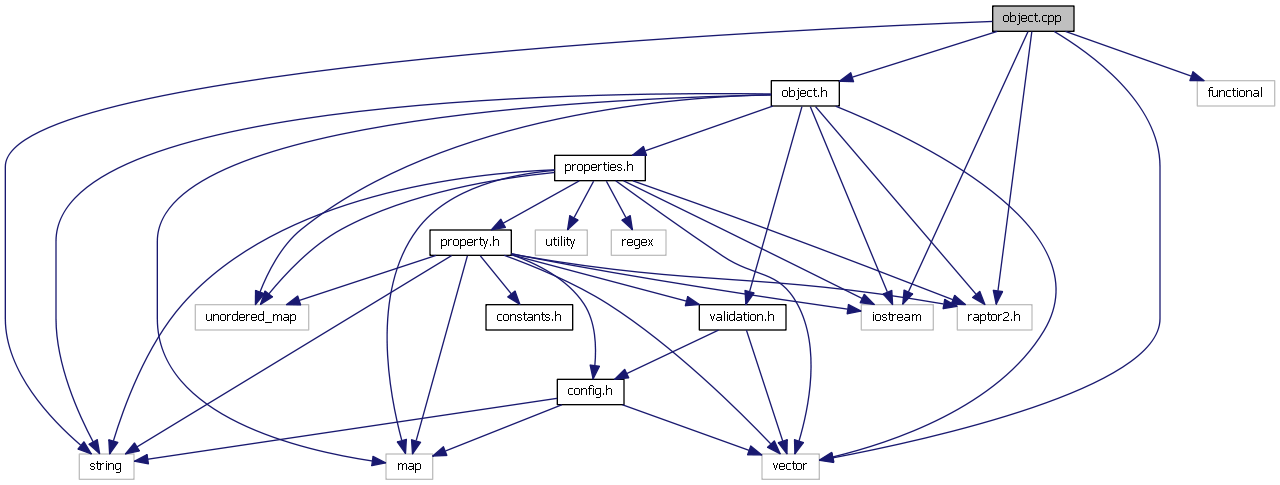 object.cpp
object.h
functional
properties.h
property.h
utility
regex
unordered_map
constants.h
validation.h
iostream
raptor2.h
config.h
string
map
vector